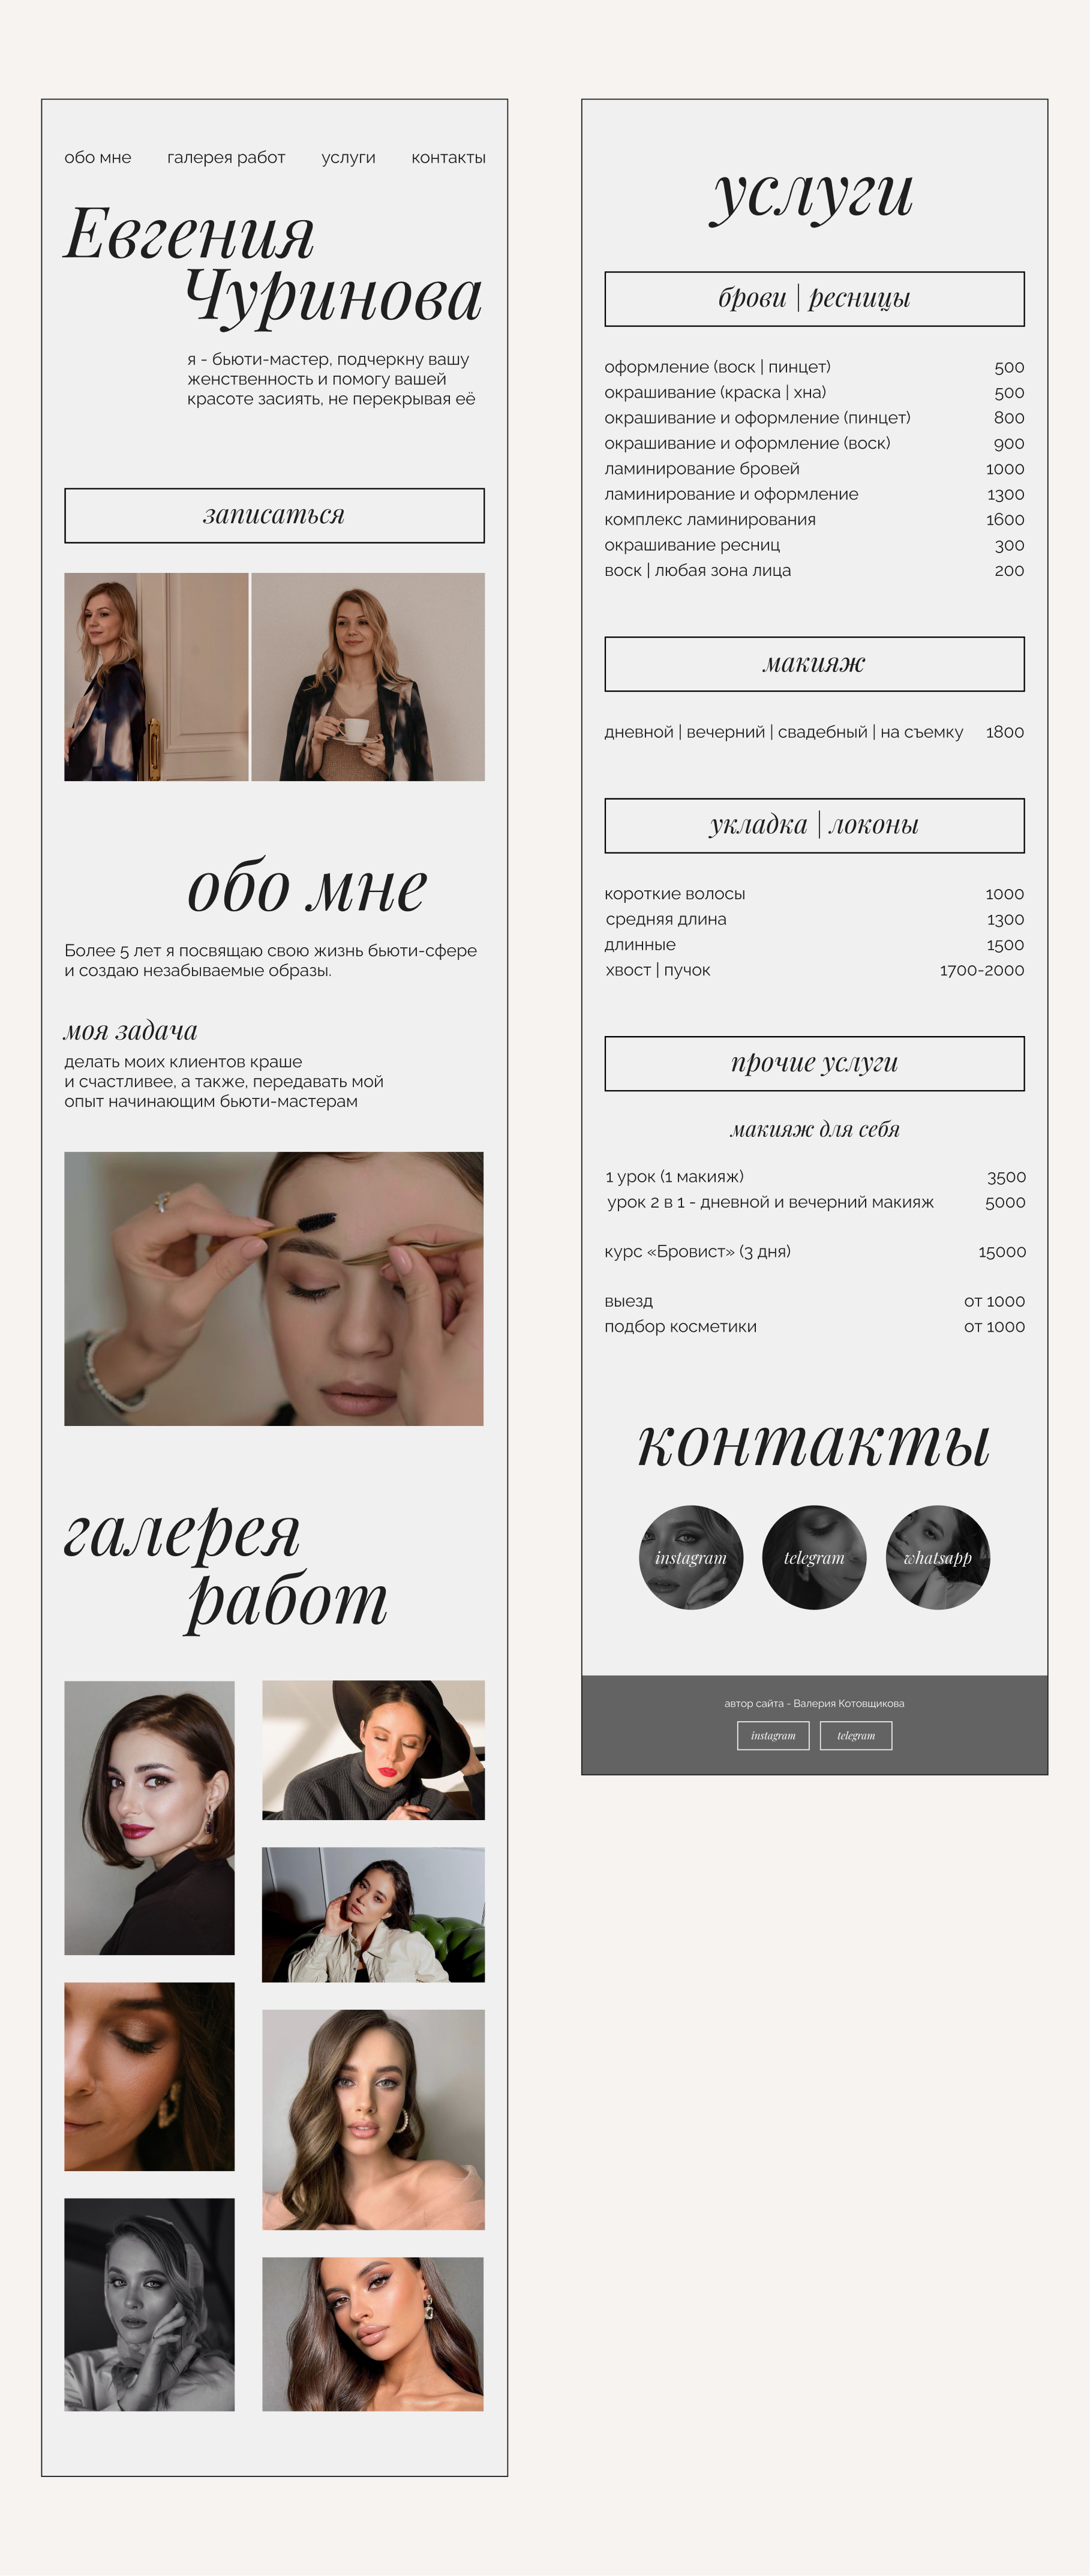 обо мне галерея работ услуги контакты
Евгения
Чуринова
я - бьюти-мастер, подчеркну вашу
женственность и помогу вашей
красоте засиять, не перекрывая её
записаться
обо мне
Более 5 лет я посвящаю свою жизнь бьюти-сфере
и создаю незабываемые образы.
моя задача
делать моих клиентов краше
и счастливее, а также, передавать мой
опыт начинающим бьюти-мастерам
галерея
работ
услуги
брови | ресницы
оформление (воск | пинцет) 500
окрашивание (краска | хна) 500
окрашивание и оформление (пинцет) 800
окрашивание и оформление (воск) 900
ламинирование бровей 1000
ламинирование и оформление 1300
комплекс ламинирования 1600
окрашивание ресниц 300
воск | любая зона лица 200
макияж
дневной | вечерний | свадебный | на съемку 1800
укладка | локоны
короткие волосы 1000
средняя длина 1300
длинные 1500
хвост | пучок 1700-2000
прочие услуги
макияж для себя
1 урок (1 макияж) 3500
урок 2 в 1 - дневной и вечерний макияж 5000
курс «Бровист» (3 дня) 15000
выезд от 1000
подбор косметики от 1000
контакты
instagram telegram whatsapp
автор сайта - Валерия Котовщикова
instagram telegram